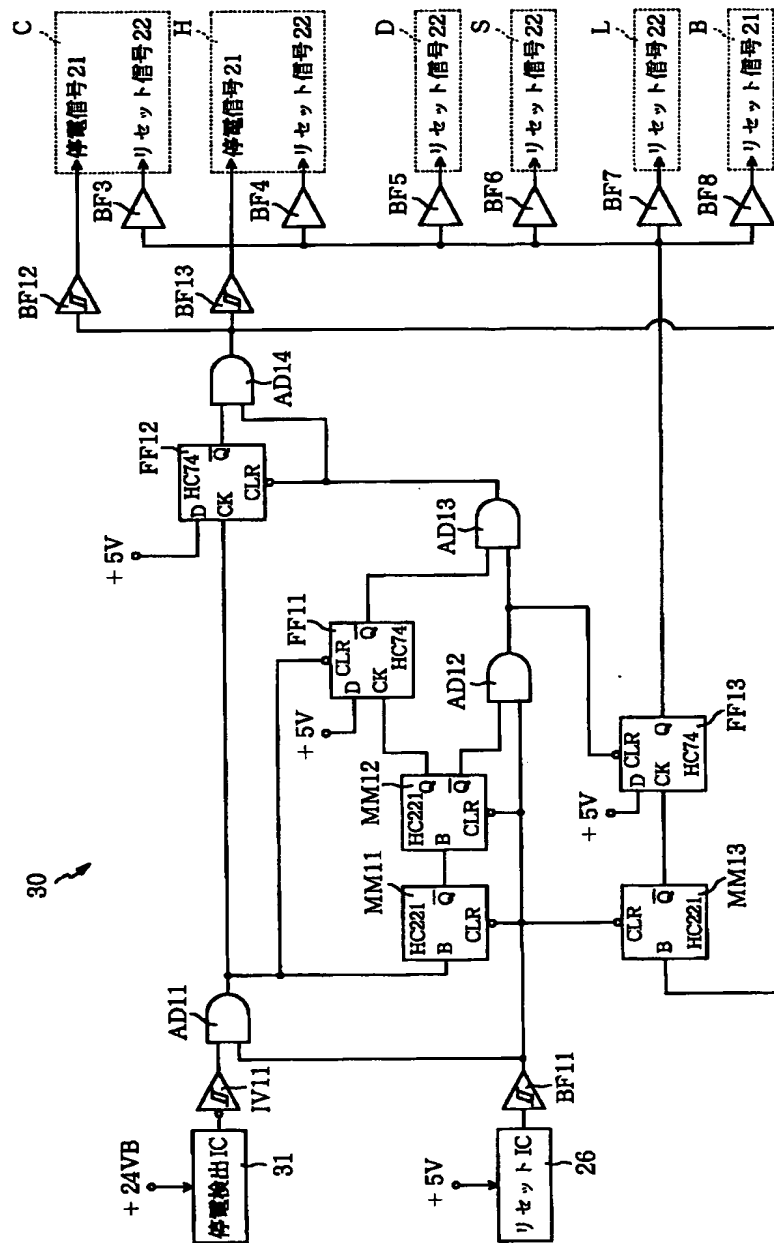 30
+24VB
停電検出IC
31
IV11
AD11
+5V
リセットIC
26
BF11
MM11
HC221
B
Q
CLR
MM12
HC221
B
Q
Q
CLR
FF11
+5V
D
CLR
CK
Q
HC74
AD12
AD13
FF12
+5V
HC74
D
CK
Q
CLR
AD14
MM13
CLR
B
Q
HC221
FF13
+5V
D
CLR
CK
Q
HC74
BF12
BF3
BF13
BF4
BF5
BF6
BF7
BF8
C
停電信号21
リセット信号22
H
停電信号21
リセット信号22
D
リセット信号22
S
リセット信号22
L
リセット信号22
B
リセット信号21